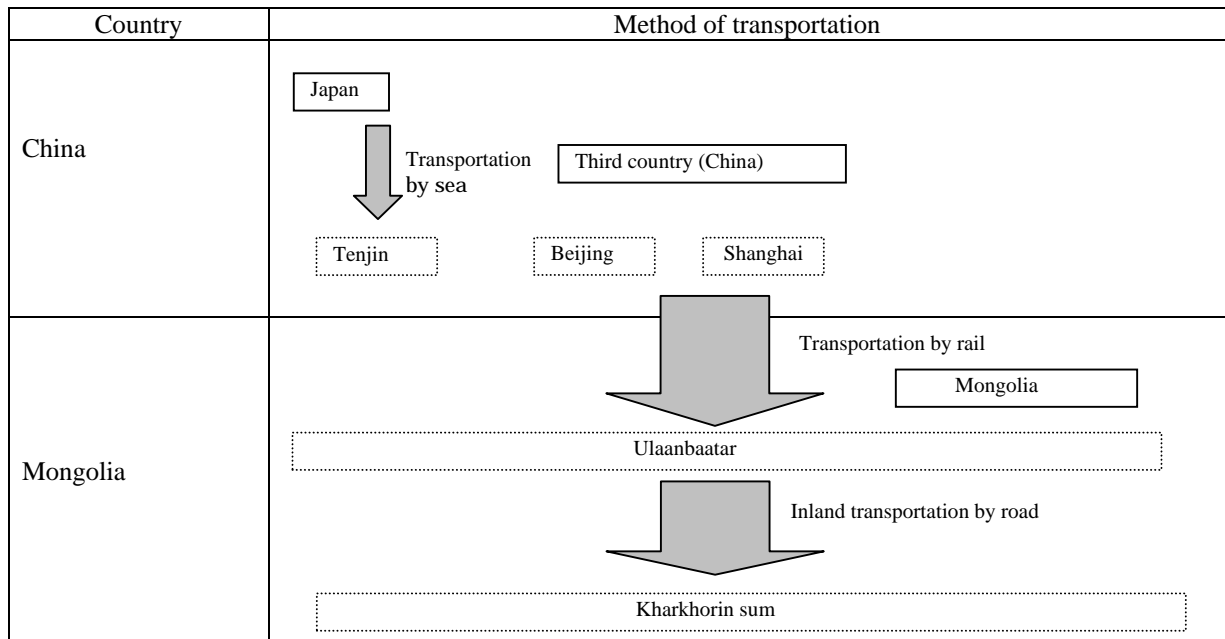 Country
Method of transportation
China
Japan
Transportation
by sea
Third country (China)
Tenjin
Beijing
Shanghai
Mongolia
Transportation by rail
Mongolia
Ulaanbaatar
Inland transportation by road
Kharkhorin sum